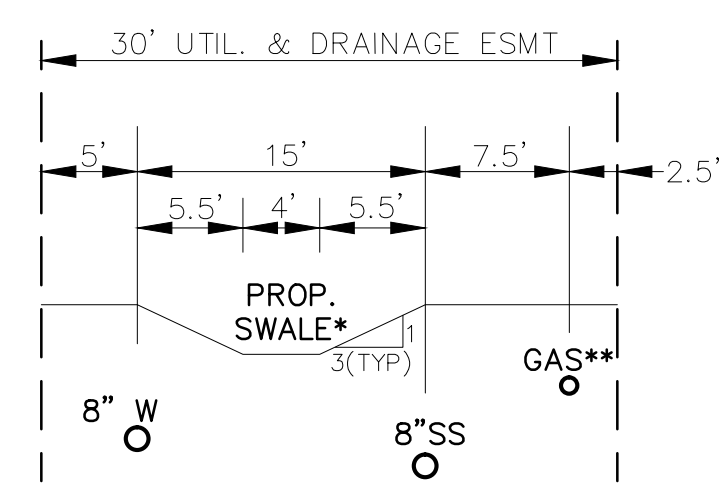 30' UTIL. & DRAINAGE ESMT
5' 15' 7.5' 2.5'
5.5' 4' 5.5'
PROP.
SWALE*
1
3(TYP)
GAS**
8" W
8"SS